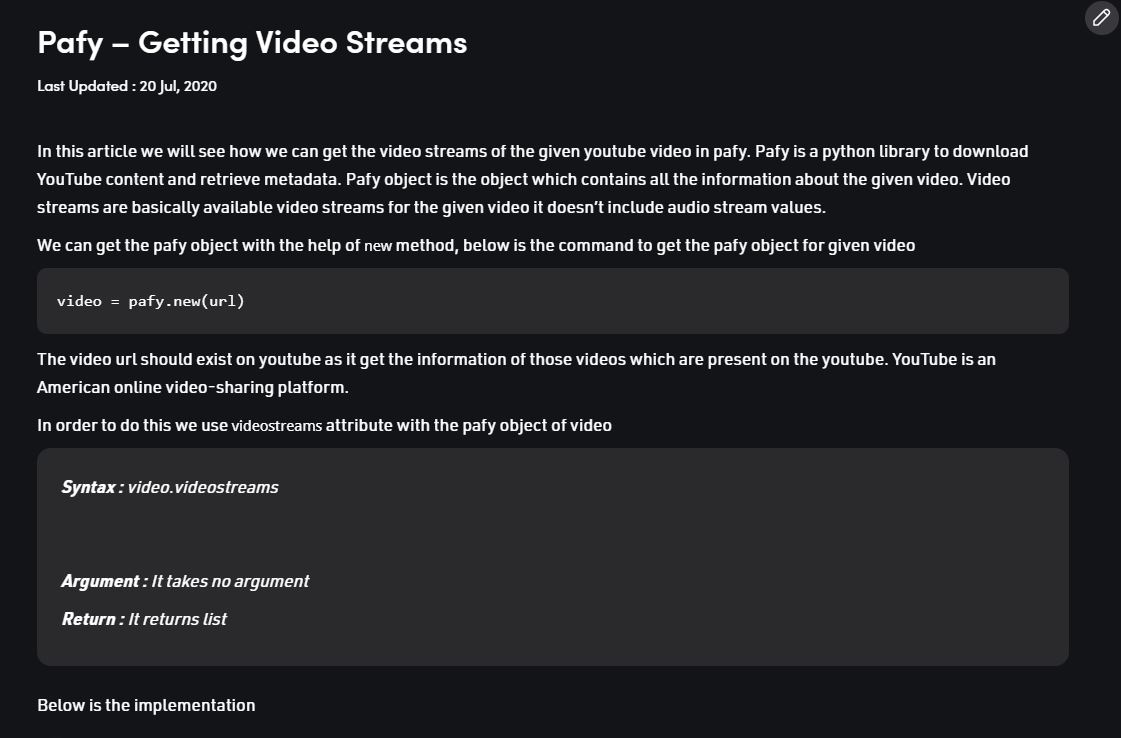 Pafy – Getting Video Streams
Last Updated : 20 Jul, 2020
In this article we will see how we can get the video streams of the given youtube video in pafy. Pafy is a python library to download
YouTube content and retrieve metadata. Pafy object is the object which contains all the information about the given video. Video
streams are basically available video streams for the given video it doesn’t include audio stream values.
We can get the pafy object with the help of new method, below is the command to get the pafy object for given video
video = pafy.new(url)
The video url should exist on youtube as it get the information of those videos which are present on the youtube. YouTube is an
American online video-sharing platform.
In order to do this we use videostreams attribute with the pafy object of video
Syntax : video.videostreams
Argument : It takes no argument
Return : It returns list
Below is the implementation